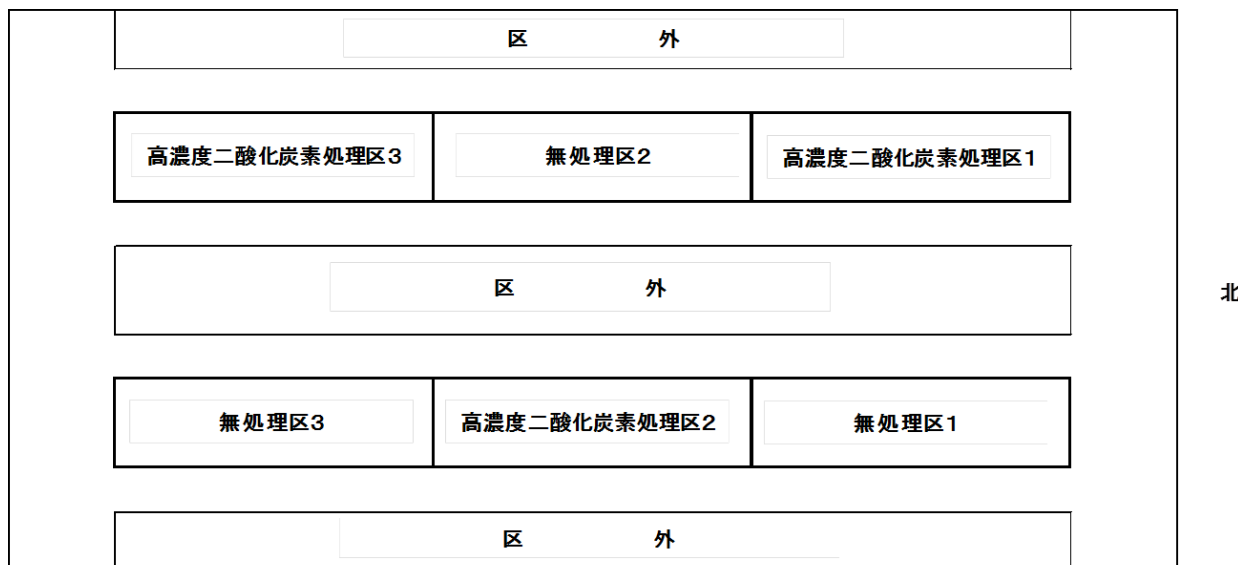 区　外
高濃度二酸化炭素処理区3　無処理区2　高濃度二酸化炭素処理区1
区　外
北
無処理区3　高濃度二酸化炭素処理区2　無処理区1
区　外